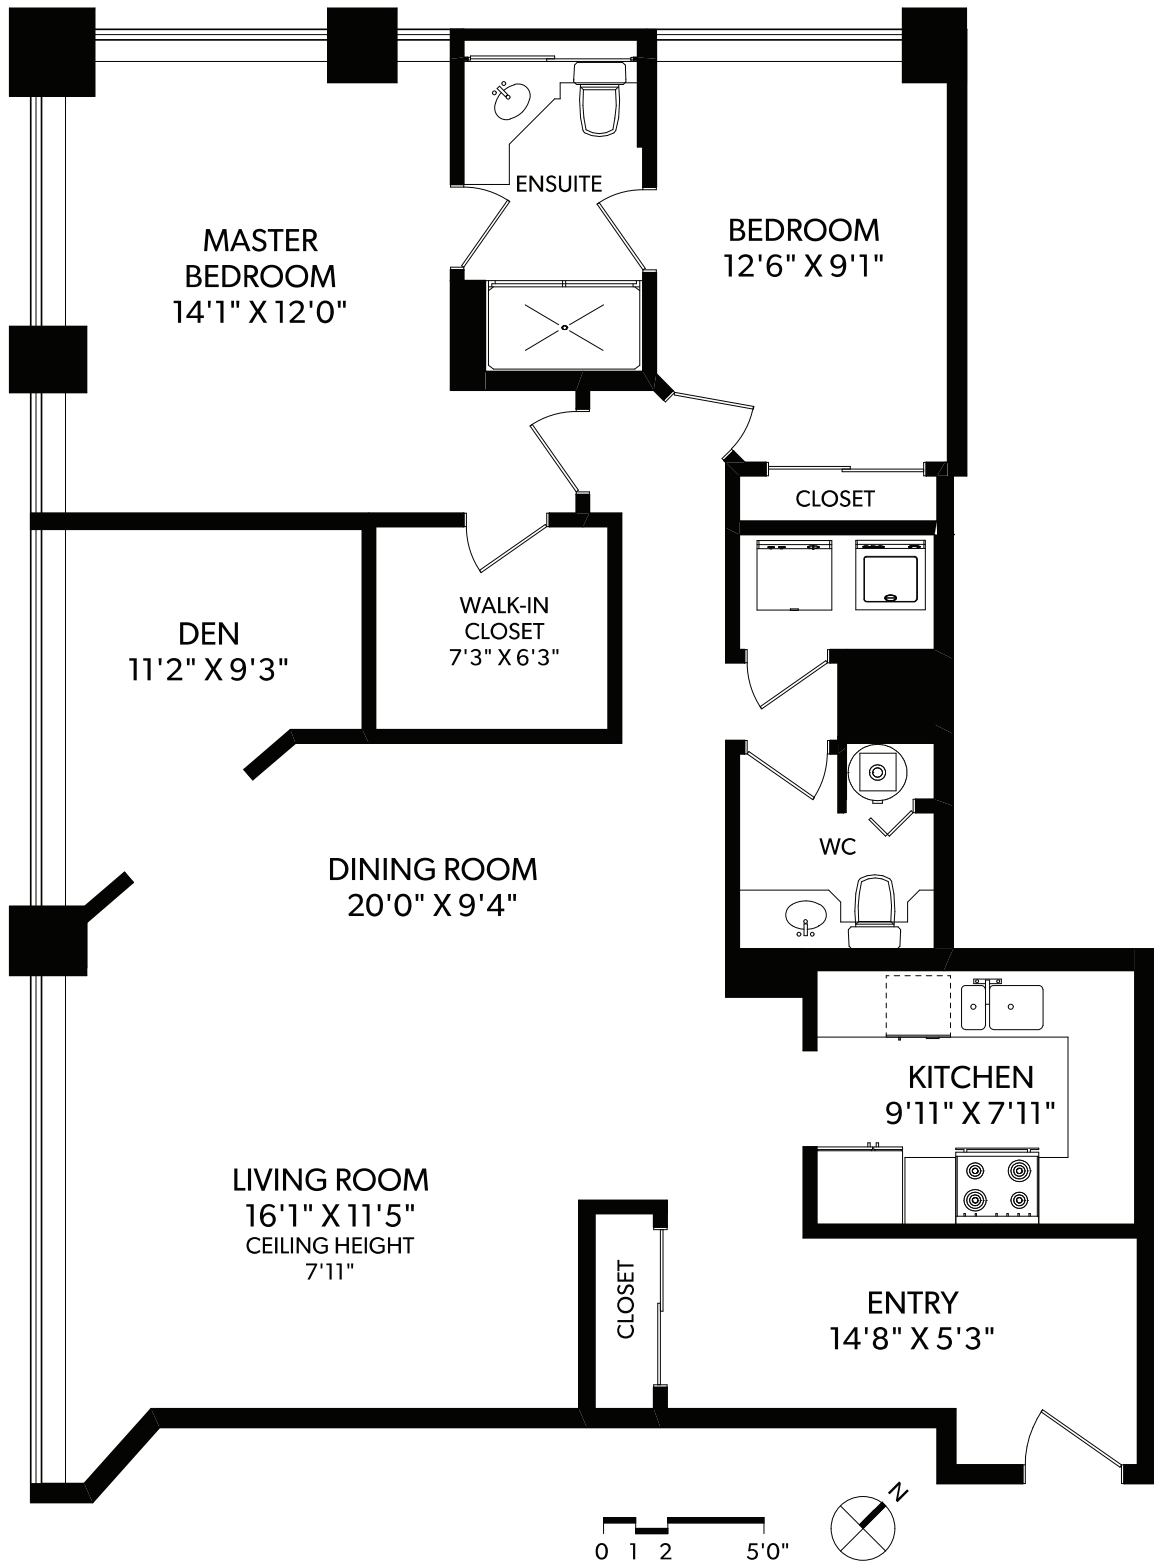 ENSUITE
MASTER
BEDROOM
14'1" X 12'0"
BEDROOM
12'6" X 9'1"
CLOSET
WALK-IN
CLOSET
7'3" X 6'3"
DEN
11'2" X 9'3"
WC
DINING ROOM
20'0" X 9'4"
KITCHEN
9'11" X 7'11"
LIVING ROOM
16'1" X 11'5"
CEILING HEIGHT
7'11"
CLOSET
ENTRY
14'8" X 5'3"
N
0 1 2 5'0"